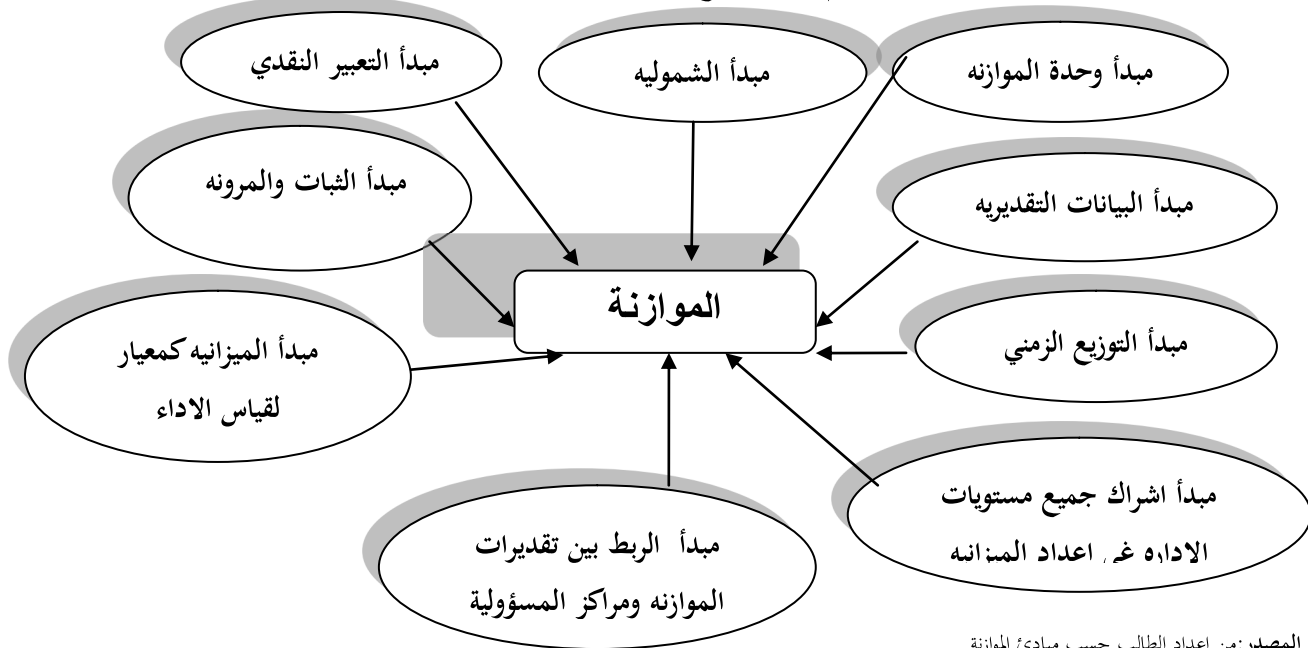 مبدأ وحدة الموازنه
مبدأ الشموليه
مبدأ التعبير النقدي
مبدأ البيانات التقديريه
مبدأ الثبات والمرونه
الموازنة
مبدأ التوزيع الزمني
مبدأ الميزانيه كمعيار
لقياس الاداء
مبدأ اشراك جميع مستويات
الاداره غي اعداد الميزانيه
مبدأ الربط بين تقديرات
الموازنه ومراكز المسؤولية
المصدر:من إعداد الطالب حسب مبادئ الموازنة